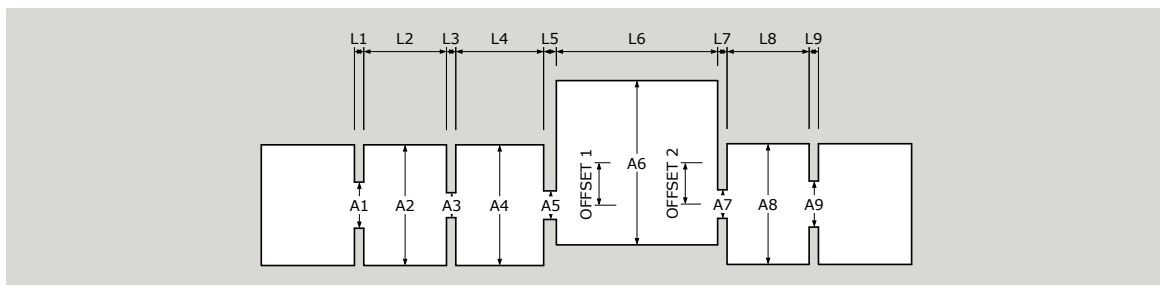 L1 L2 L3 L4 L5 L6 L7 L8 L9
A1 A2 A3 A4 A5 OFFSET 1 A6 OFFSET 2 A7 A8 A9